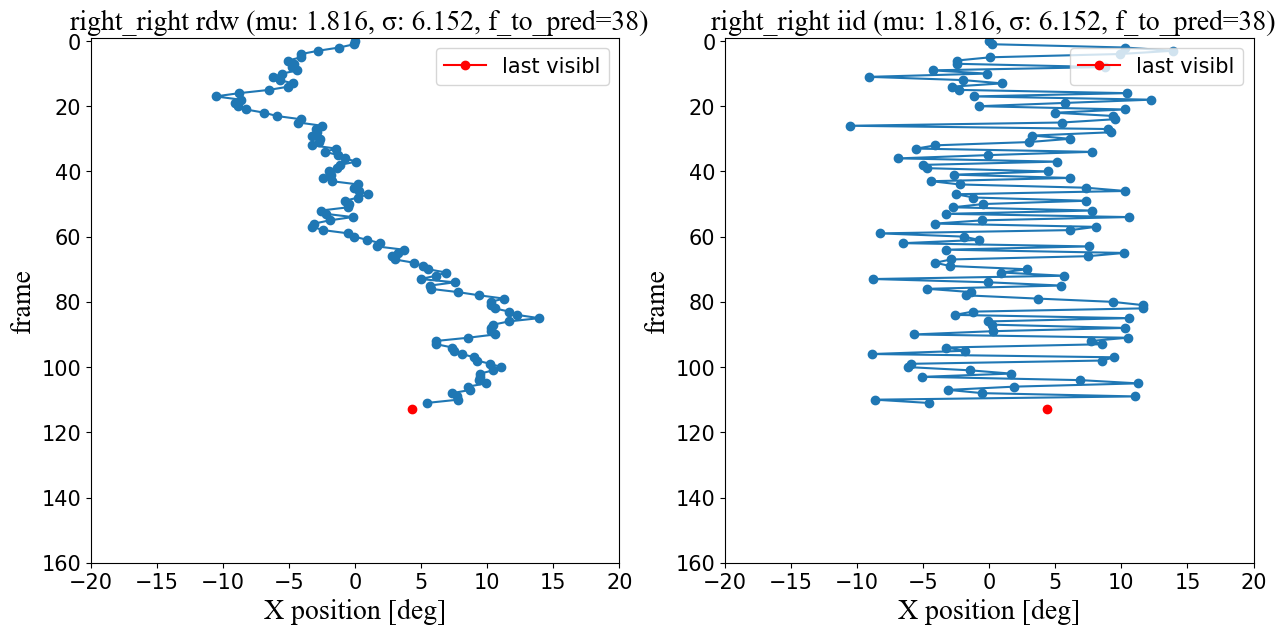 right_right rdw (mu: 1.816, σ: 6.152, f_to_pred=38)
last visibl
0
20
40
60
80
100
120
140
160
frame
−20 −15 −10 −5 0 5 10 15 20
X position [deg]
right_right iid (mu: 1.816, σ: 6.152, f_to_pred=38)
last visibl
0
20
40
60
80
100
120
140
160
frame
−20 −15 −10 −5 0 5 10 15 20
X position [deg]